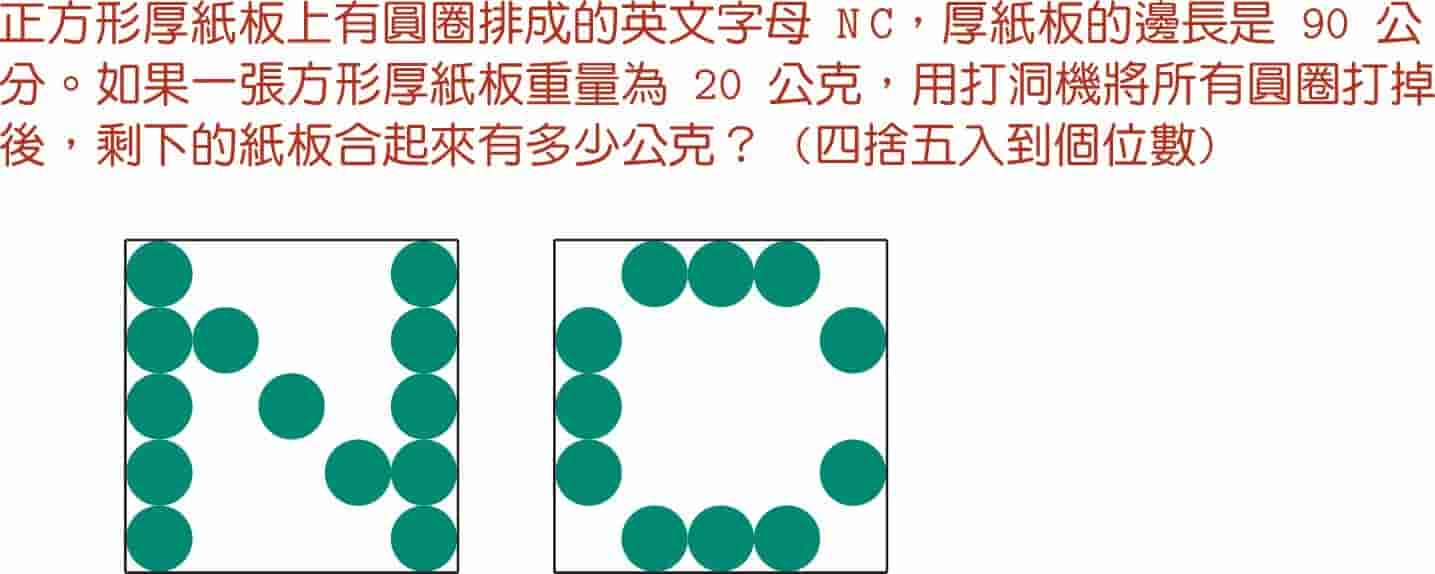 正方形厚紙板上有圓圈排成的英文字母 NC，厚紙板的邊長是 90 公
分。如果一張方形厚紙板重量為 20 公克，用打洞機將所有圓圈打掉
後，剩下的紙板合起來有多少公克？（四捨五入到個位數）